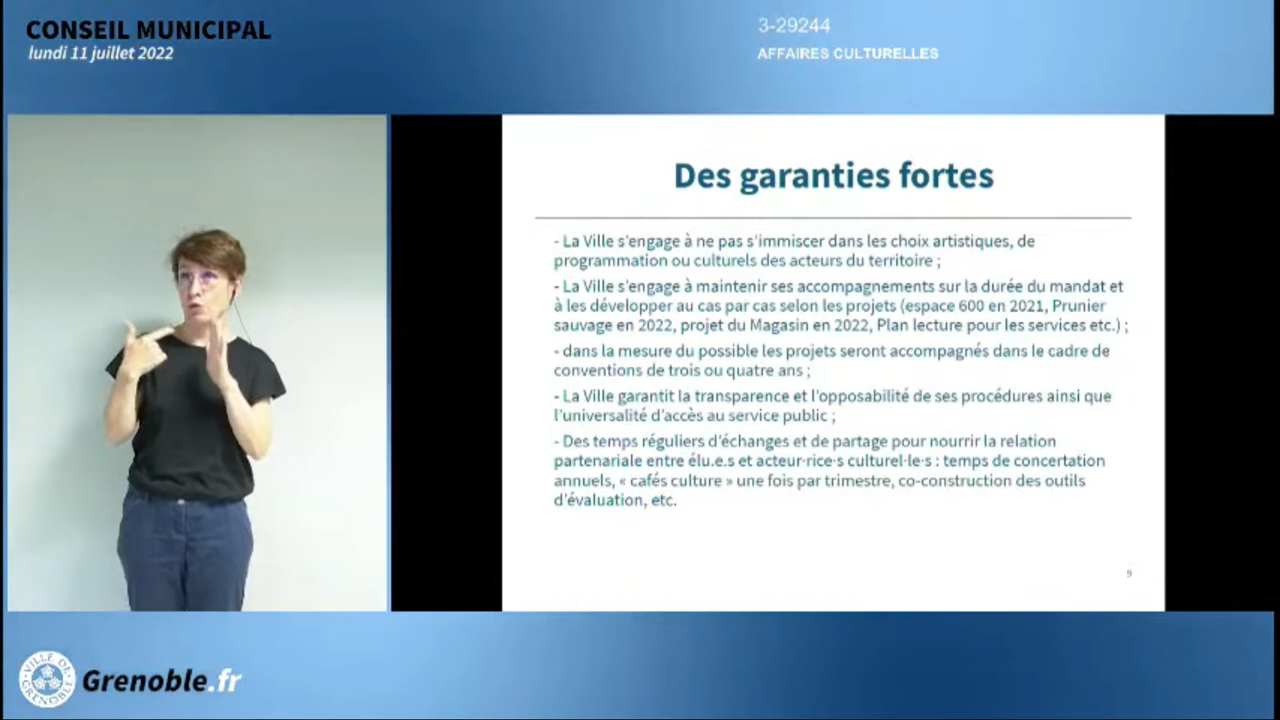 CONSEIL MUNICIPAL
lundi 11 juillet 2022
3-29244
AFFAIRES CULTURELLES
Des garanties fortes
- La Ville s'engage à ne pas s'immiscer dans les choix artistiques, de
programmation ou culturels des acteurs du territoire ;
- La Ville s'engage à maintenir ses accompagnements sur la durée du mandat et
à les développer au cas par cas selon les projets (espace 600 en 2021, Prunier
sauvage en 2022, projet du Magasin en 2022, Plan lecture pour les services etc.) ;
- dans la mesure du possible les projets seront accompagnés dans le cadre de
conventions de trois ou quatre ans ;
- La Ville garantit la transparence et l'opposabilité de ses procédures ainsi que
l'universalité d'accès au service public ;
- Des temps réguliers d'échanges et de partage pour nourrir la relation
partenariale entre élu.e.s et acteur·rice·s culturel·le·s : temps de concertation
annuels, « cafés culture » une fois par trimestre, co-construction des outils
d'évaluation, etc.
9
VILLE DE
GRENOBLE
Grenoble.fr